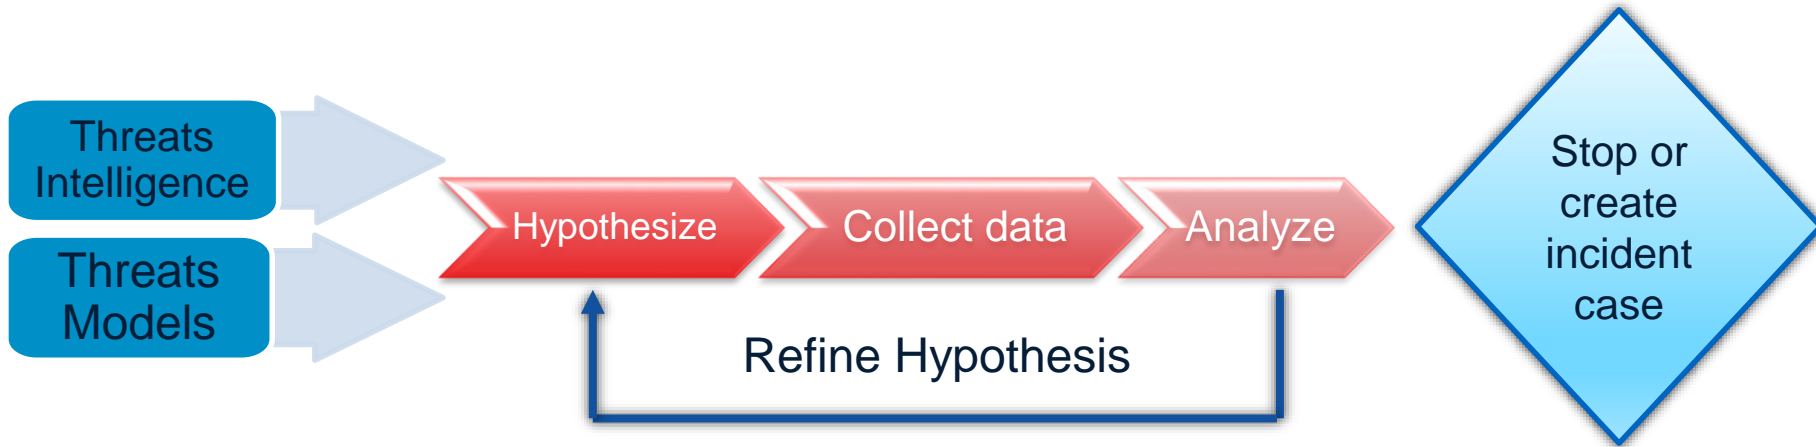 Threats
Intelligence
Threats
Models
Hypothesize
Collect data
Analyze
Refine Hypothesis
Stop or
create
incident
case